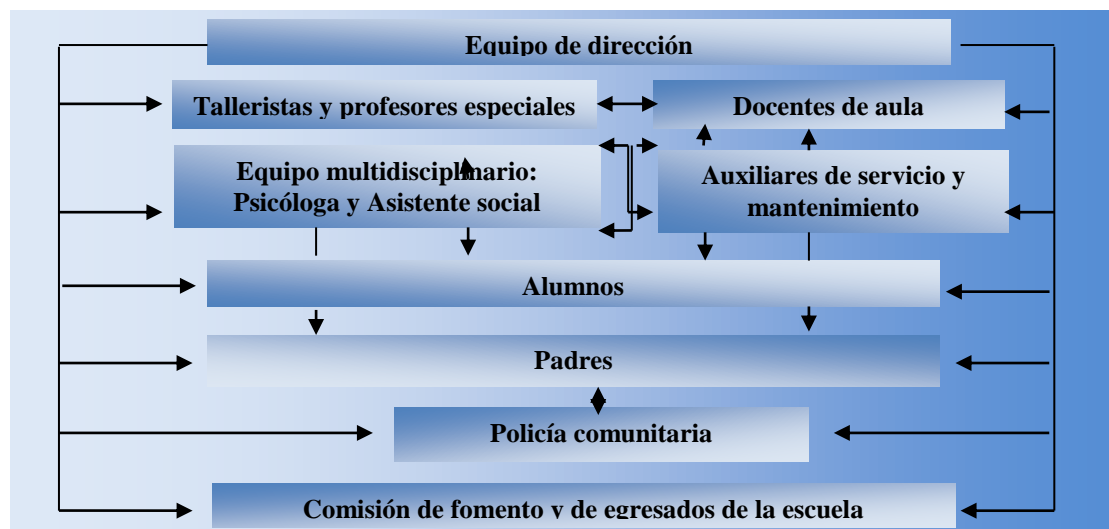 Equipo de dirección
Talleristas y profesores especiales
Docentes de aula
Equipo multidisciplinario:
Psicóloga y Asistente social
Auxiliares de servicio y
mantenimiento
Alumnos
Padres
Policía comunitaria
Comisión de fomento y de egresados de la escuela